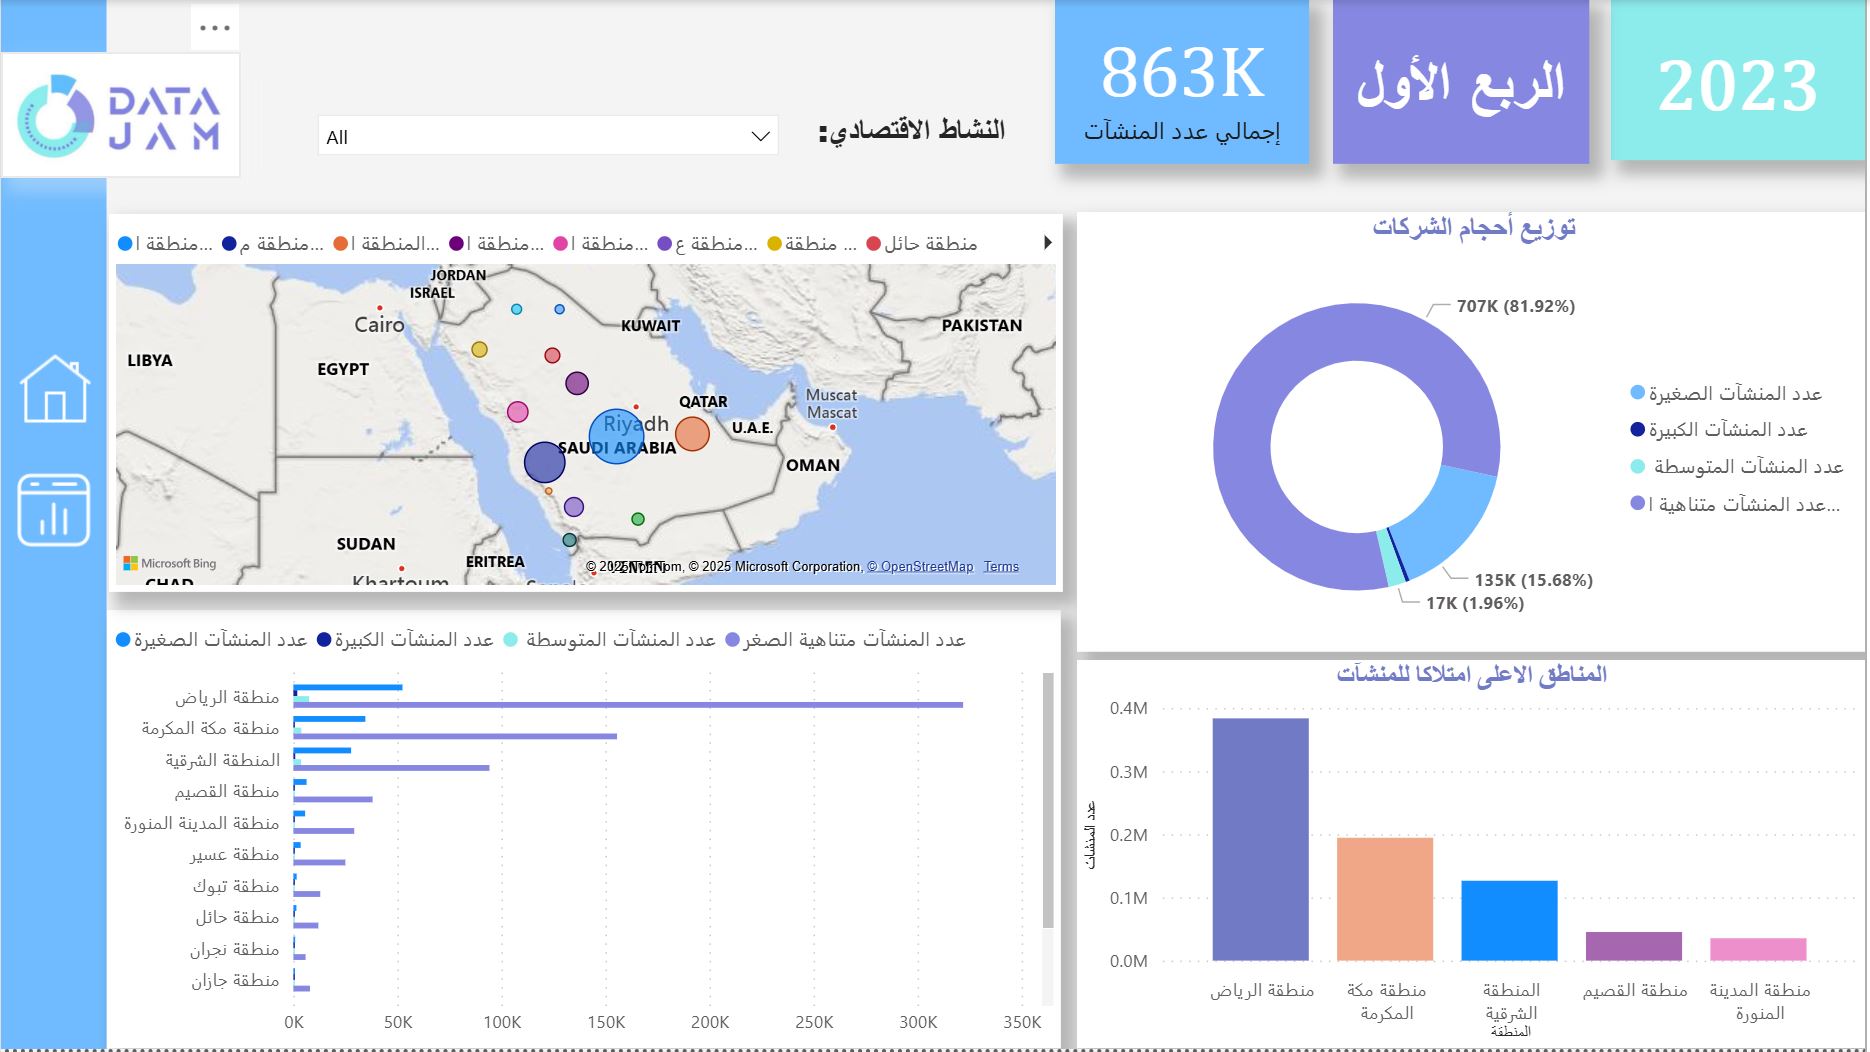 2023
الربع الأول
863K
إجمالي عدد المنشآت
النشاط الاقتصادي:
All
DATA
JAM
منطقة ا...
منطقة م...
المنطقة ا...
منطقة ا...
منطقة ا...
منطقة ع...
منطقة ...
منطقة حائل
JORDAN
ISRAEL
Cairo
KUWAIT
PAKISTAN
LIBYA
EGYPT
QATAR
Muscat
Mascat
Riyadh
U.A.E.
SAUDI ARABIA
OMAN
SUDAN
ERITREA
Microsoft Bing
© 2025 TomTom, © 2025 Microsoft Corporation, © OpenStreetMap Terms
CHAD
Khartoum
توزيع أحجام الشركات
707K (81.92%)
135K (15.68%)
17K (1.96%)
عدد المنشآت الصغيرة
عدد المنشآت الكبيرة
عدد المنشآت المتوسطة
عدد المنشآت متناهية ا...
عدد المنشآت الصغيرة
عدد المنشآت الكبيرة
عدد المنشآت المتوسطة
عدد المنشآت متناهية الصغر
منطقة الرياض
منطقة مكة المكرمة
المنطقة الشرقية
منطقة القصيم
منطقة المدينة المنورة
منطقة عسير
منطقة تبوك
منطقة حائل
منطقة نجران
منطقة جازان
0K 50K 100K 150K 200K 250K 300K 350K
المناطق الاعلى امتلاكا للمنشآت
0.4M
0.3M
0.2M
0.1M
0.0M
عدد المنشآت
منطقة الرياض
منطقة مكة
المكرمة
المنطقة
الشرقية
منطقة القصيم
منطقة المدينة
المنورة
المنطقة